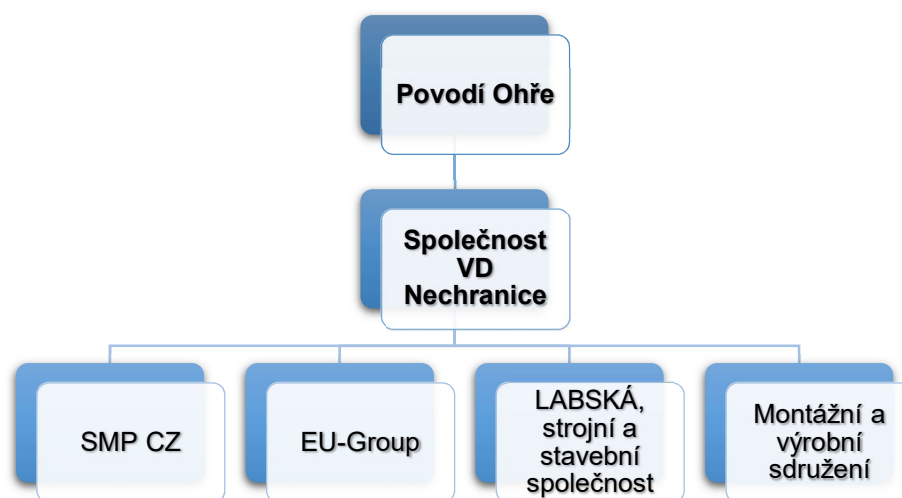 Povodí Ohře
Společnost
VD
Nechranice
SMP CZ
EU-Group
LABSKÁ,
strojní a
stavební
společnost
Montážní a
výrobní
sdružení